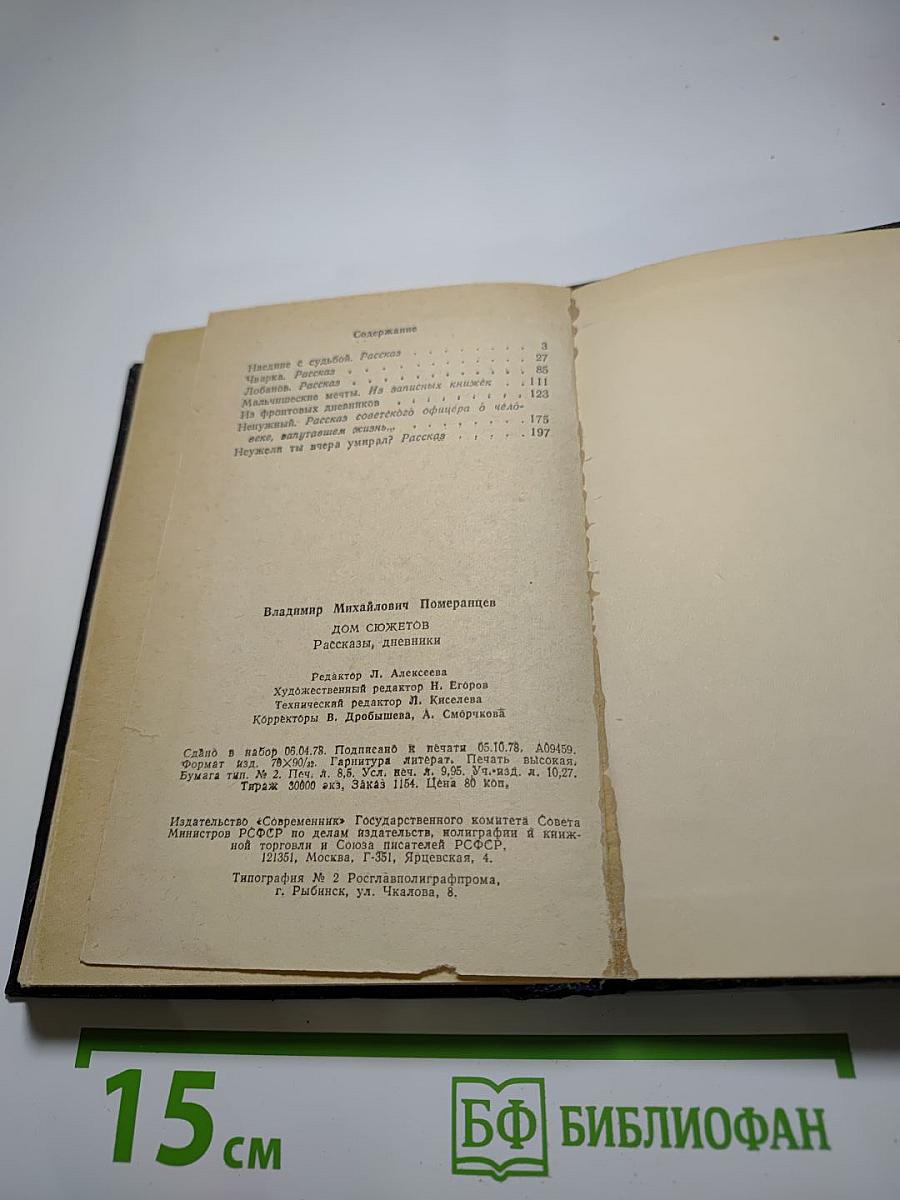 Содержание
Наедине с судьбой. Рассказ . . . . . . . . 3
Чварка. Рассказ . . . . . . . . . . . 27
Лобанов. Рассказ . . . . . . . . . . 85
Мальчишеские мечты. Из записных книжек . . 111
Из фронтовых дневников . . . . . . . . 123
Ненужный. Рассказ советского офицера о чело-
веке, запутавшем жизнь... . . . . . . . 175
Неужели ты вчера умирал? Рассказ . . . . . 197
Владимир Михайлович Померанцев
ДОМ СЮЖЕТОВ
Рассказы, дневники
Редактор Л. Алексеева
Художественный редактор Н. Егоров
Технический редактор Л. Киселева
Корректоры В. Дробышева, А. Сморчкова
Сдано в набор 06.04.78. Подписано к печати 05.10.78. А09459.
Формат изд. 70×90/32. Гарнитура литерат. Печать высокая.
Бумага тип. № 2. Печ. л. 8,5. Усл. печ. л. 9,95. Уч.-изд. л. 10,27.
Тираж 30000 экз. Заказ 1154. Цена 80 коп.
Издательство «Современник» Государственного комитета Совета
Министров РСФСР по делам издательств, полиграфии и книж-
ной торговли и Союза писателей РСФСР,
121351, Москва, Г-351, Ярцевская, 4.
Типография № 2 Росглавполиграфпрома,
г. Рыбинск, ул. Чкалова, 8.
15 см
БФ БИБЛИОФАН